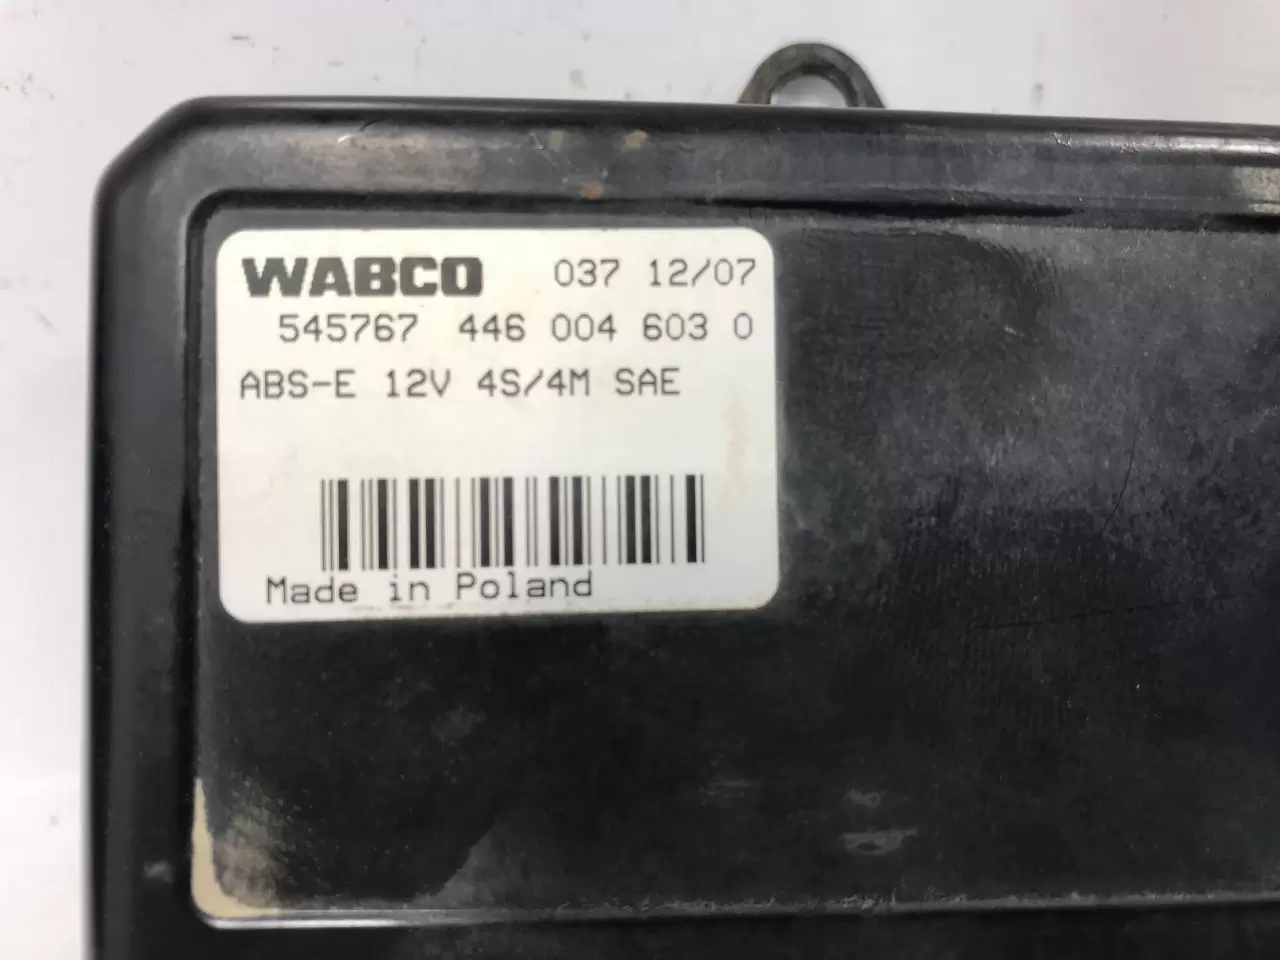 WABCO 037 12/07
545767 446 004 603 0
ABS-E 12V 4S/4M SAE
Made in Poland